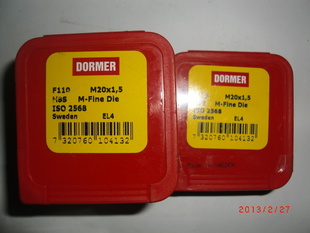 DORMER
F110 M20x1,5
HSS M-Fine Die
ISO 2568
Sweden EL4
7 320760 104132
DORMER
M20x1,5
M-Fine Die
ISO 2568
Sweden EL4
7 320760 104132
2013/2/27